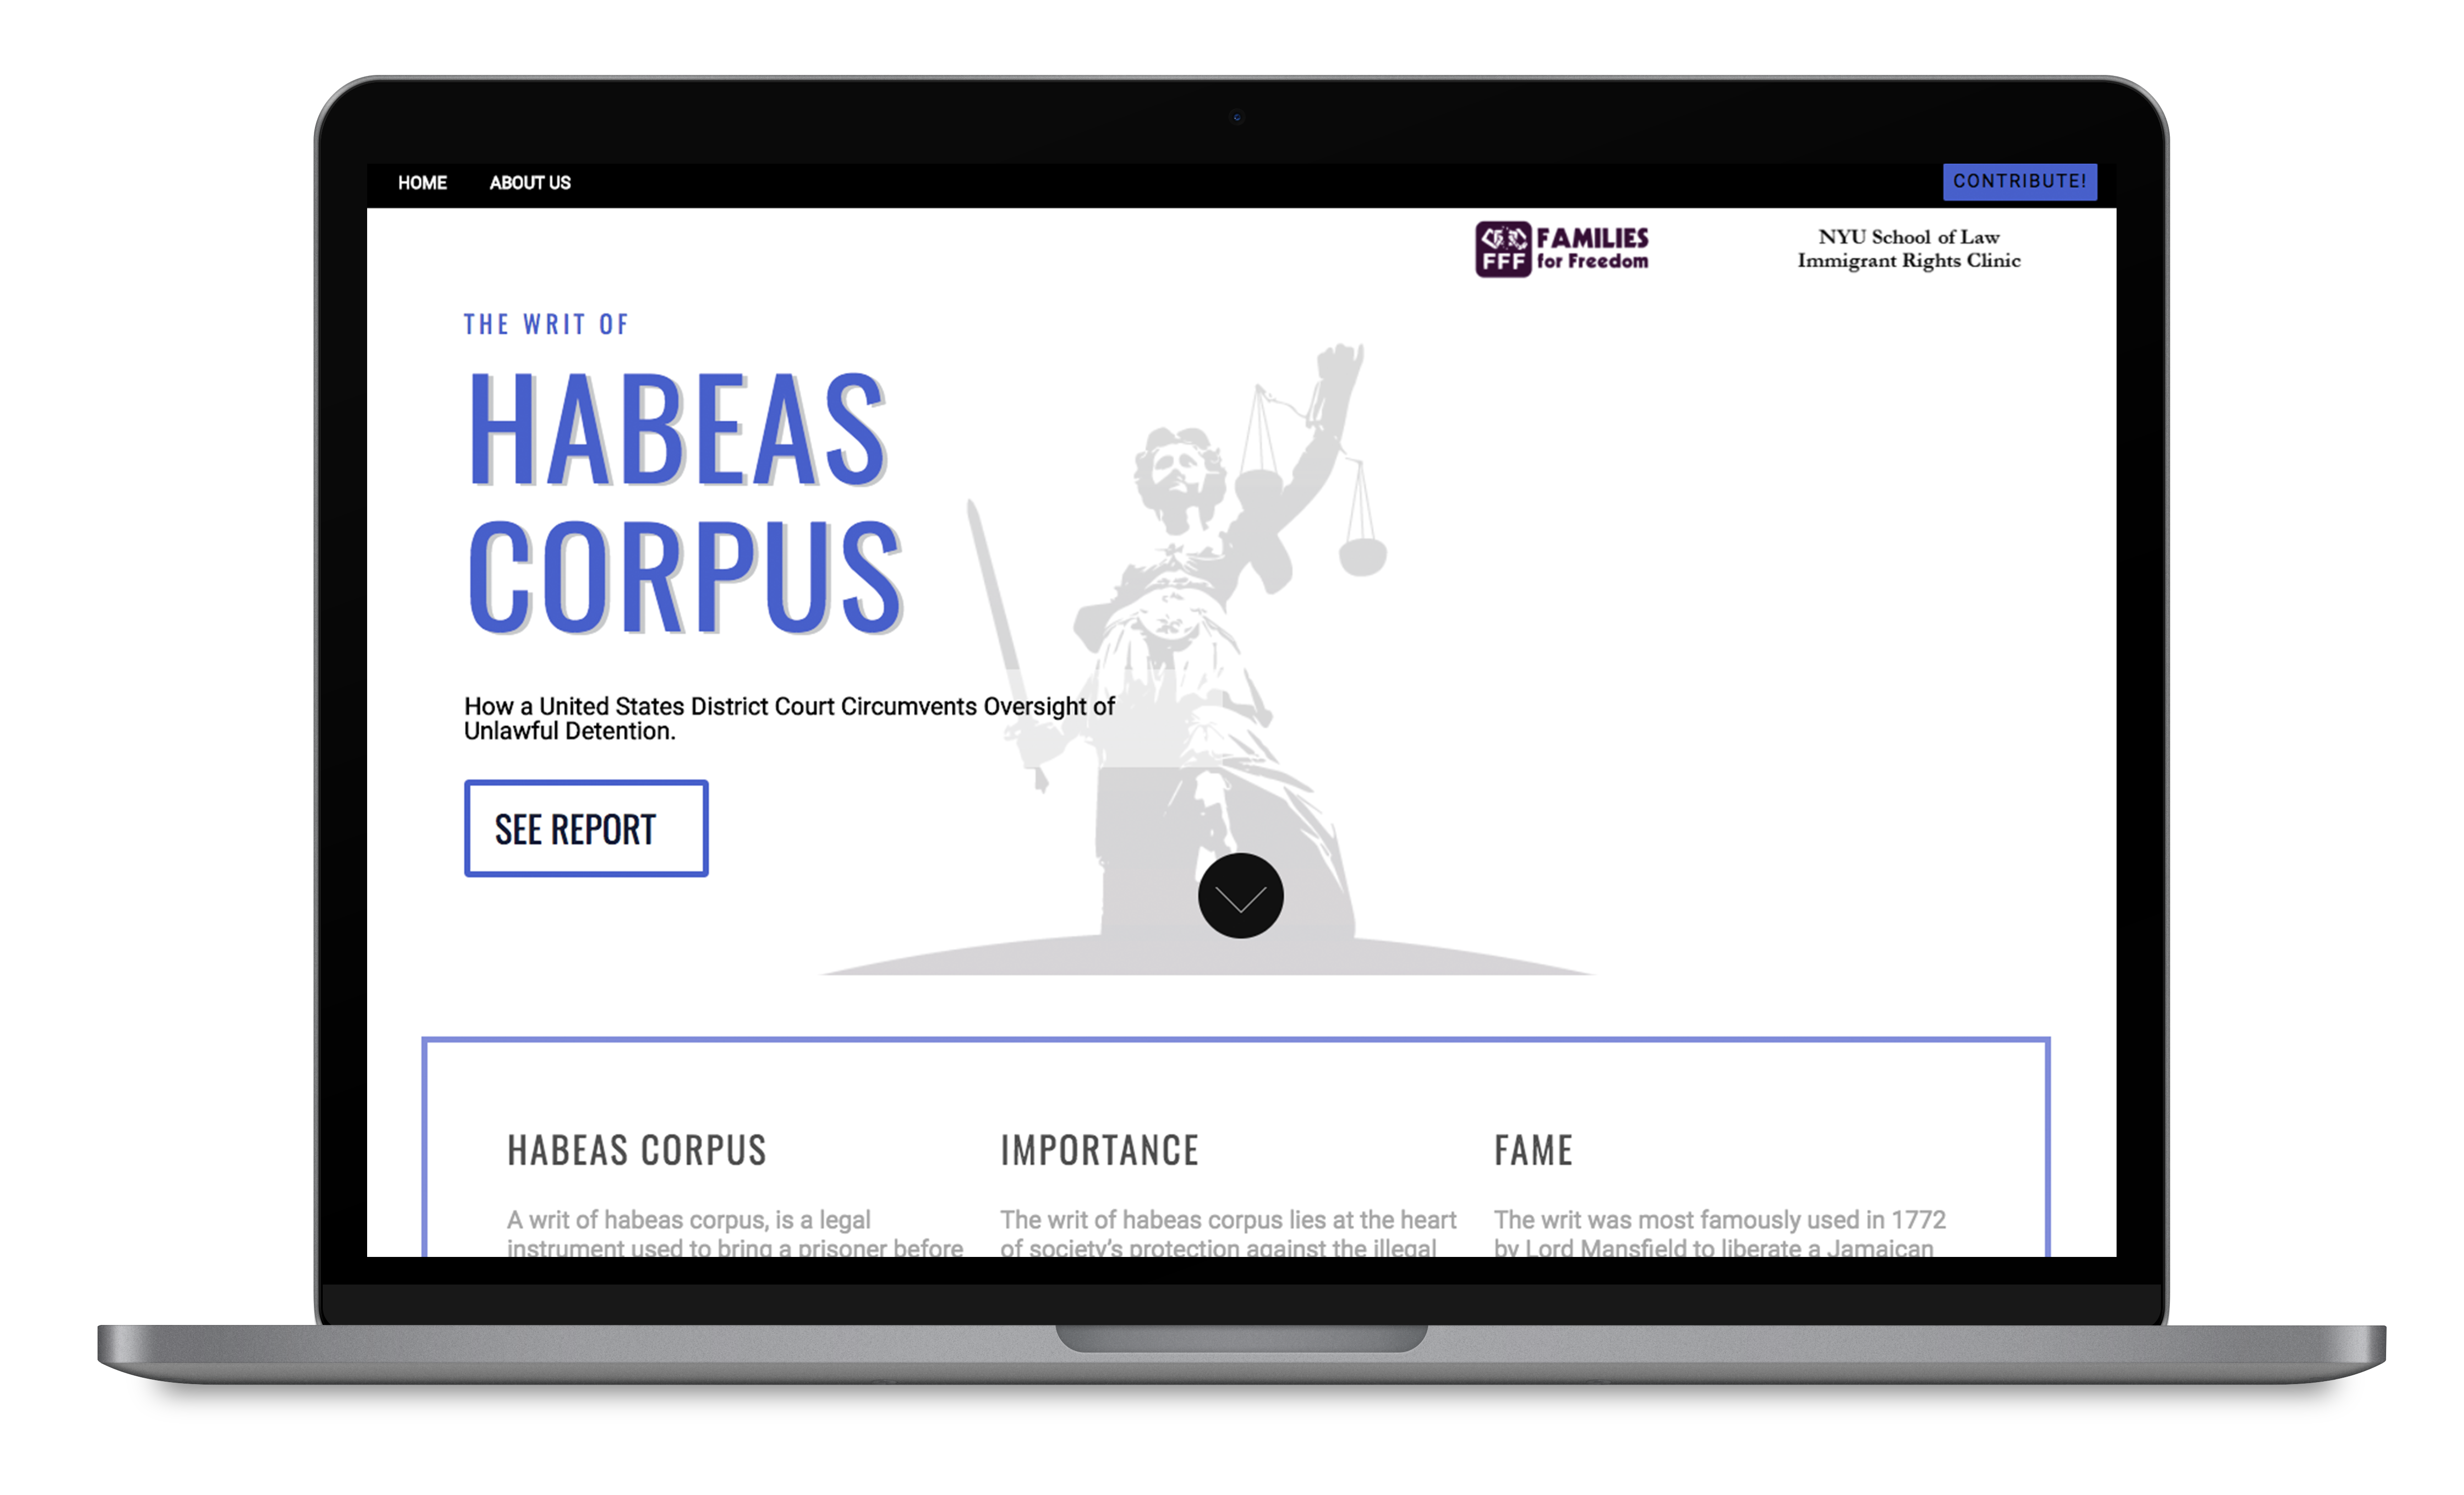 HOME ABOUT US CONTRIBUTE!
FFF
FAMILIES
for Freedom
NYU School of Law
Immigrant Rights Clinic
THE WRIT OF
HABEAS
CORPUS
How a United States District Court Circumvents Oversight of
Unlawful Detention.
SEE REPORT
HABEAS CORPUS
A writ of habeas corpus, is a legal
instrument used to bring a prisoner before
IMPORTANCE
The writ of habeas corpus lies at the heart
of society's protection against the illegal
FAME
The writ was most famously used in 1772
by Lord Mansfield to liberate a Jamaican